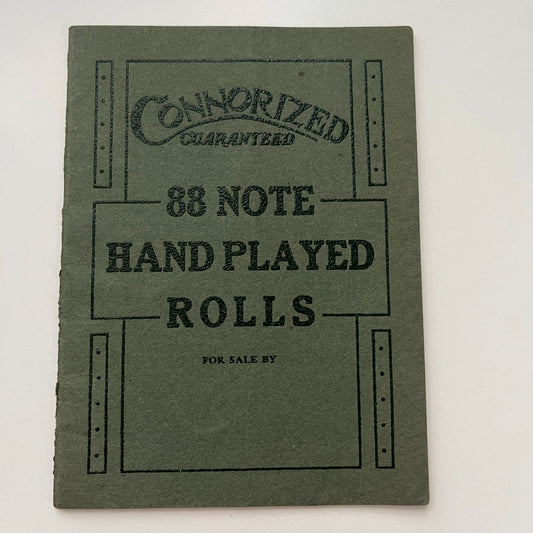 CONNORIZED
GUARANTEED
88 NOTE
HAND PLAYED
ROLLS
FOR SALE BY